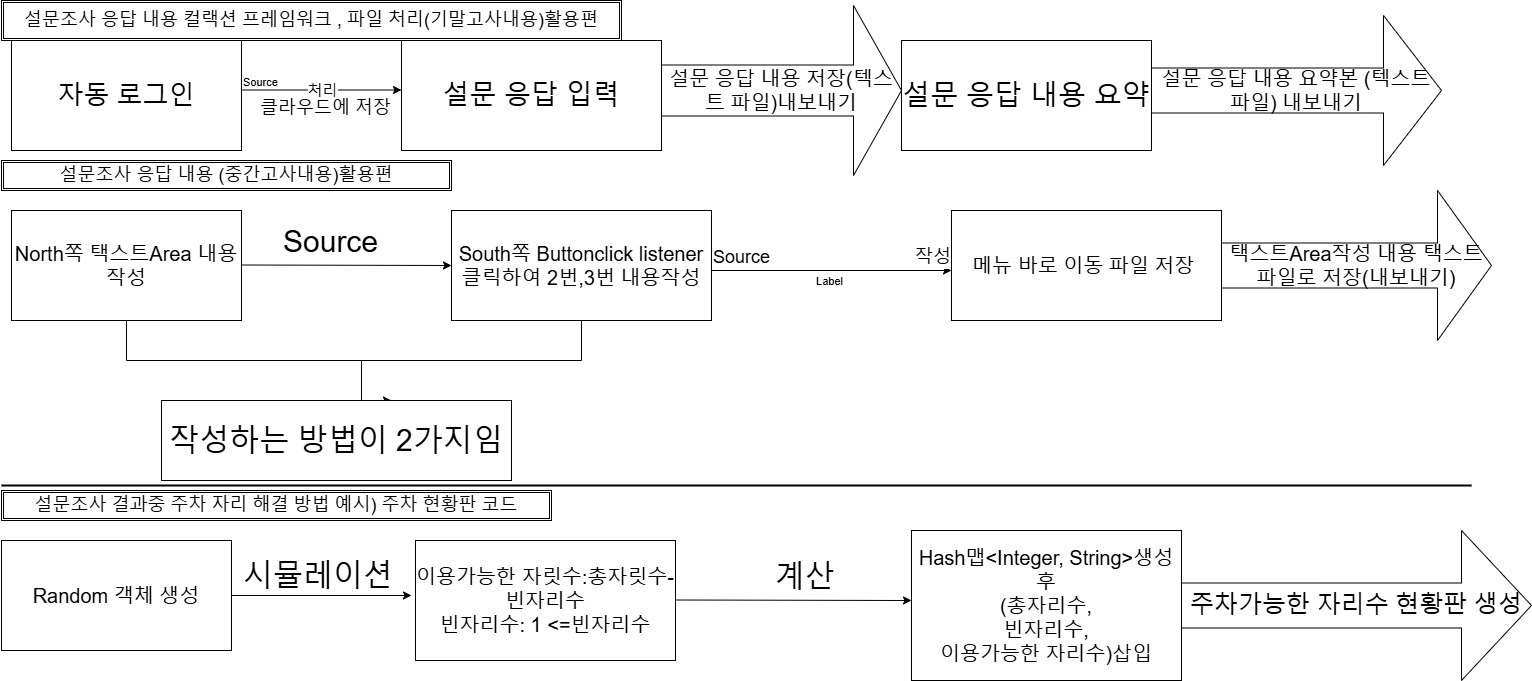 설문조사 응답 내용 컬랙션 프레임워크 , 파일 처리(기말고사내용)활용편
자동 로그인
Source
처리
클라우드에 저장
설문 응답 입력
설문 응답 내용 저장(텍스
트 파일)내보내기
설문 응답 내용 요약
설문 응답 내용 요약본 (텍스트
파일) 내보내기
설문조사 응답 내용 (중간고사내용)활용편
North쪽 택스트Area 내용
작성
Source
South쪽 Buttonclick listener
클릭하여 2번,3번 내용작성
Source
작성
Label
메뉴 바로 이동 파일 저장
택스트Area작성 내용 택스트
파일로 저장(내보내기)
작성하는 방법이 2가지임
설문조사 결과중 주차 자리 해결 방법 예시) 주차 현황판 코드
Random 객체 생성
시뮬레이션
이용가능한 자릿수:총자릿수-
빈자리수
빈자리수: 1 <=빈자리수
계산
Hash맵<Integer, String>생성
후
(총자리수,
빈자리수,
이용가능한 자리수)삽입
주차가능한 자리수 현황판 생성